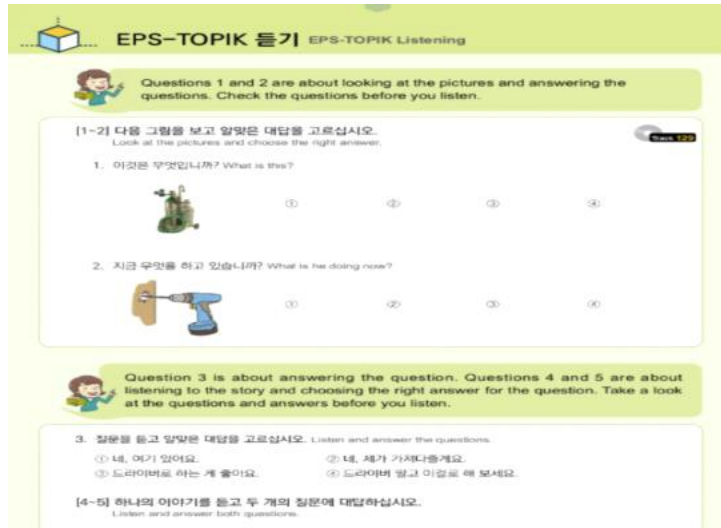 EPS-TOPIK 듣기 EPS-TOPIK Listening
Questions 1 and 2 are about looking at the pictures and answering the
questions. Check the questions before you listen.
[1~2] 다음 그림을 보고 알맞은 대답을 고르십시오.
Look at the pictures and choose the right answer.
Track 129
1. 이것은 무엇입니까? What is this?
① ② ③ ④
2. 지금 무엇을 하고 있습니까? What is he doing now?
① ② ③ ④
Question 3 is about answering the question. Questions 4 and 5 are about
listening to the story and choosing the right answer for the question. Take a look
at the questions and answers before you listen.
3. 질문을 듣고 알맞은 대답을 고르십시오. Listen and answer the questions.
① 네, 여기 있어요. ② 네, 제가 가져다줄게요.
③ 드라이버로 하는 게 좋아요. ④ 드라이버 말고 이걸로 해 보세요.
[4~5] 하나의 이야기를 듣고 두 개의 질문에 대답하십시오.
Listen and answer both questions.